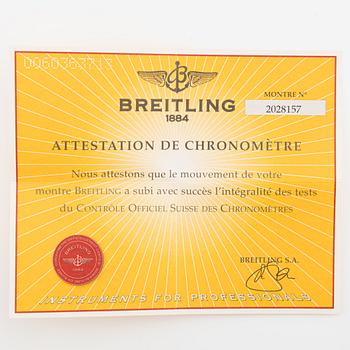 BREITLING
1884
MONTRE N°
2028157
ATTESTATION DE CHRONOMÈTRE
Nous attestons que le mouvement de votre
montre BREITLING a subi avec succès l'intégralité des tests
du CONTRÔLE OFFICIEL SUISSE DES CHRONOMÈTRES
BREITLING S.A.
INSTRUMENTS FOR PROFESSIONALS